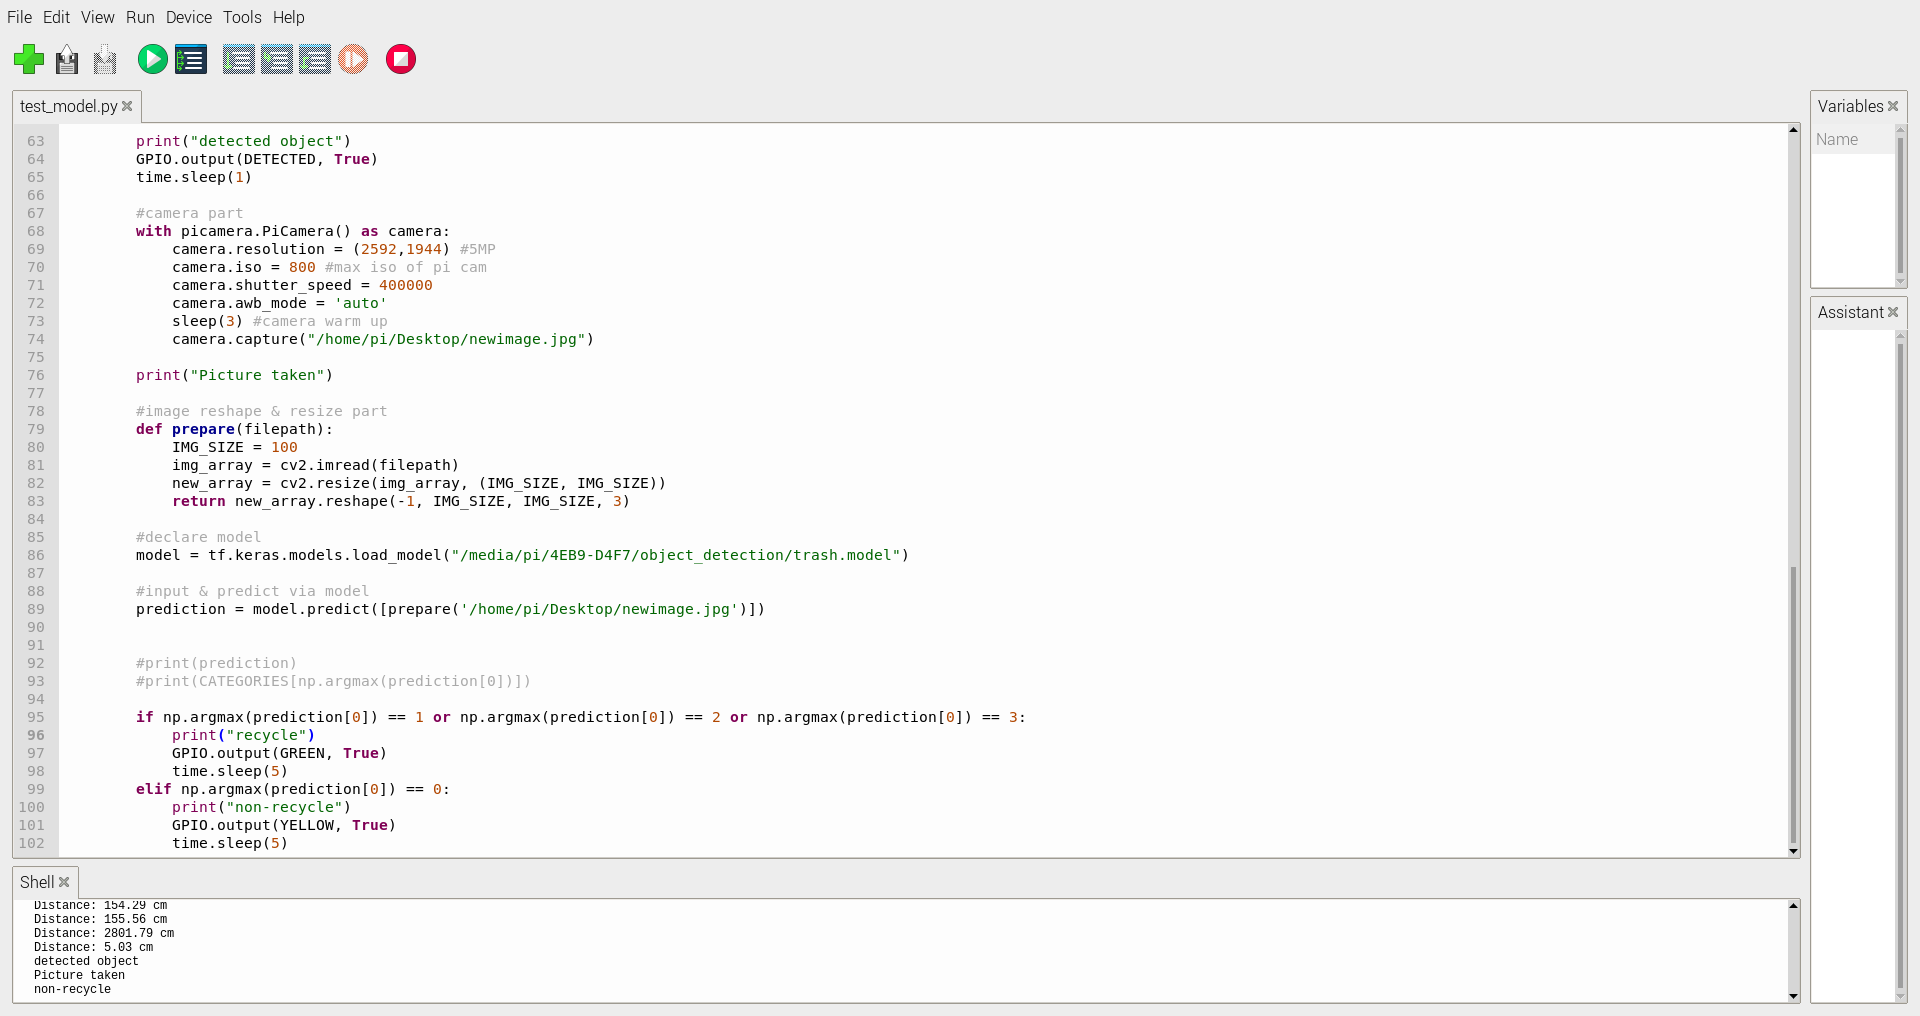 File Edit View Run Device Tools Help
test_model.py
63 print("detected object")
64 GPIO.output(DETECTED, True)
65 time.sleep(1)
66
67 #camera part
68 with picamera.PiCamera() as camera:
69 camera.resolution = (2592,1944) #5MP
70 camera.iso = 800 #max iso of pi cam
71 camera.shutter_speed = 400000
72 camera.awb_mode = 'auto'
73 sleep(3) #camera warm up
74 camera.capture("/home/pi/Desktop/newimage.jpg")
75
76 print("Picture taken")
77
78 #image reshape & resize part
79 def prepare(filepath):
80 IMG_SIZE = 100
81 img_array = cv2.imread(filepath)
82 new_array = cv2.resize(img_array, (IMG_SIZE, IMG_SIZE))
83 return new_array.reshape(-1, IMG_SIZE, IMG_SIZE, 3)
84
85 #declare model
86 model = tf.keras.models.load_model("/media/pi/4EB9-D4F7/object_detection/trash.model")
87
88 #input & predict via model
89 prediction = model.predict([prepare('/home/pi/Desktop/newimage.jpg')])
90
91
92 #print(prediction)
93 #print(CATEGORIES[np.argmax(prediction[0])])
94
95 if np.argmax(prediction[0]) == 1 or np.argmax(prediction[0]) == 2 or np.argmax(prediction[0]) == 3:
96 print("recycle")
97 GPIO.output(GREEN, True)
98 time.sleep(5)
99 elif np.argmax(prediction[0]) == 0:
100 print("non-recycle")
101 GPIO.output(YELLOW, True)
102 time.sleep(5)
Shell
Distance: 154.29 cm
Distance: 155.56 cm
Distance: 2801.79 cm
Distance: 5.03 cm
detected object
Picture taken
non-recycle
Variables
Name
Assistant